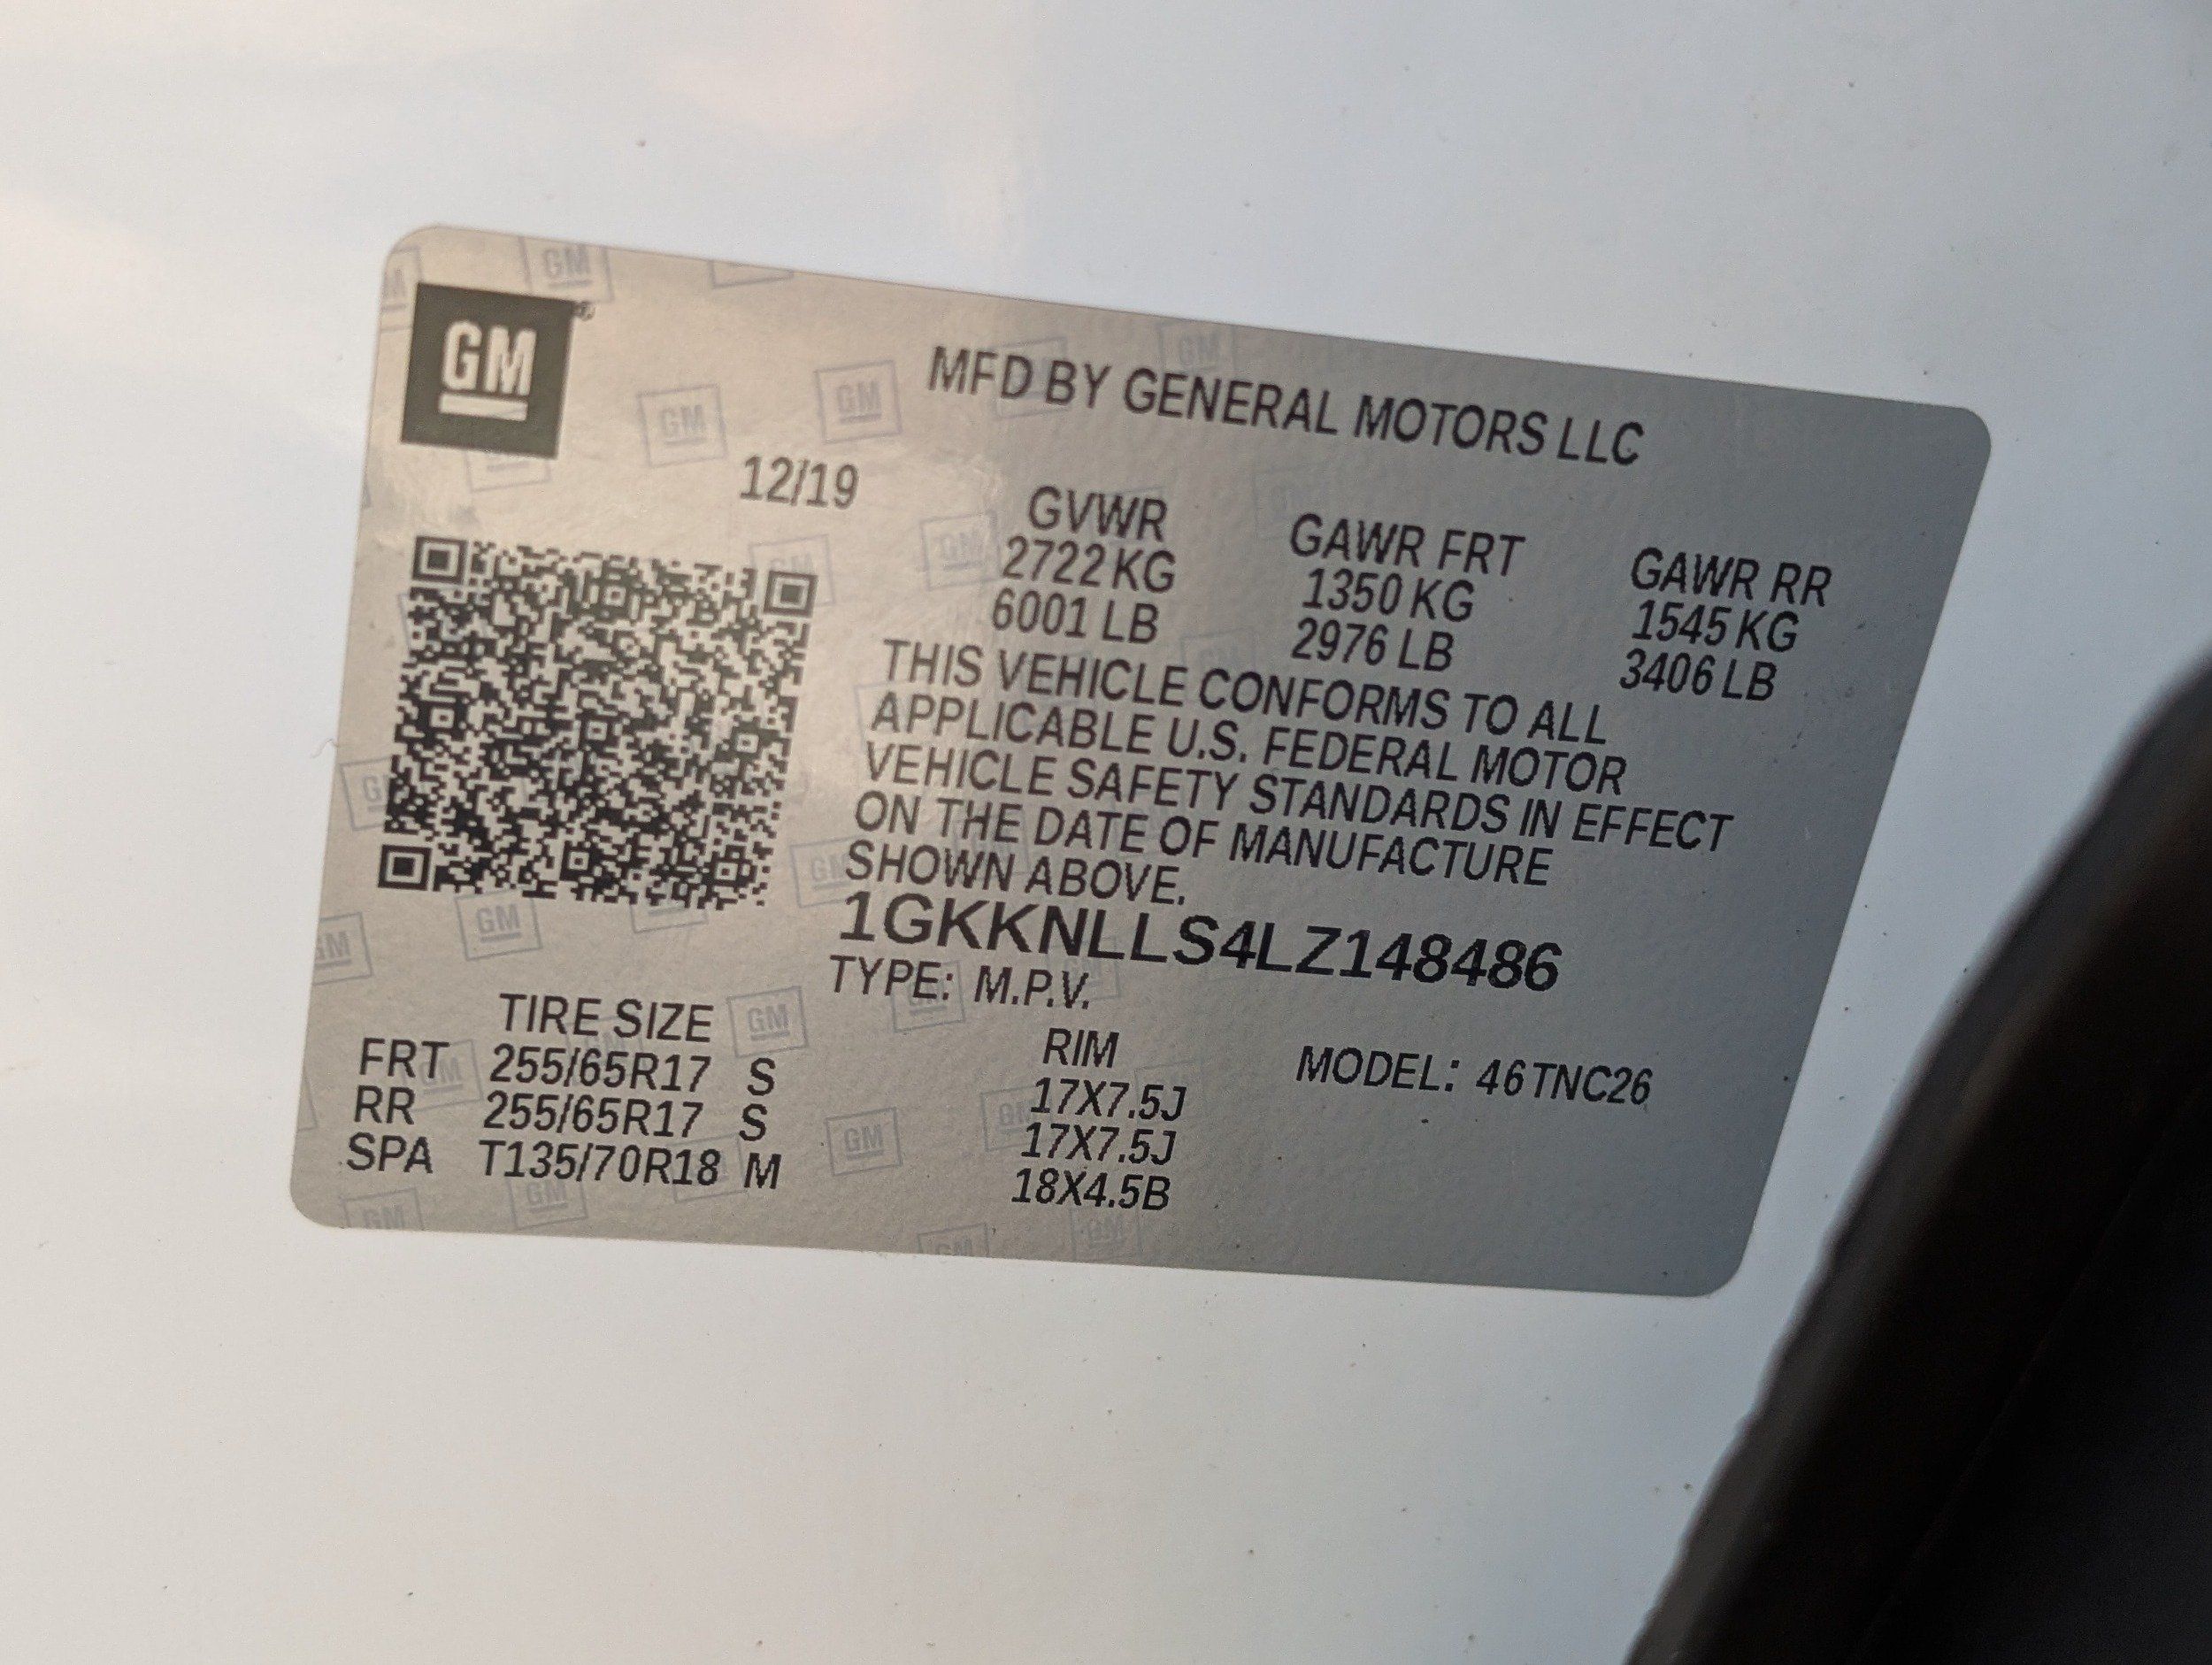 GM
MFD BY GENERAL MOTORS LLC
12/19
GVWR GAWR FRT GAWR RR
2722 KG 1350 KG 1545 KG
6001 LB 2976 LB 3406 LB
THIS VEHICLE CONFORMS TO ALL
APPLICABLE U.S. FEDERAL MOTOR
VEHICLE SAFETY STANDARDS IN EFFECT
ON THE DATE OF MANUFACTURE
SHOWN ABOVE.
1GKKNLLS4LZ148486
TYPE: M.P.V.
TIRE SIZE RIM MODEL: 46TNC26
FRT 255/65R17 S 17X7.5J
RR 255/65R17 S 17X7.5J
SPA T135/70R18 M 18X4.5B